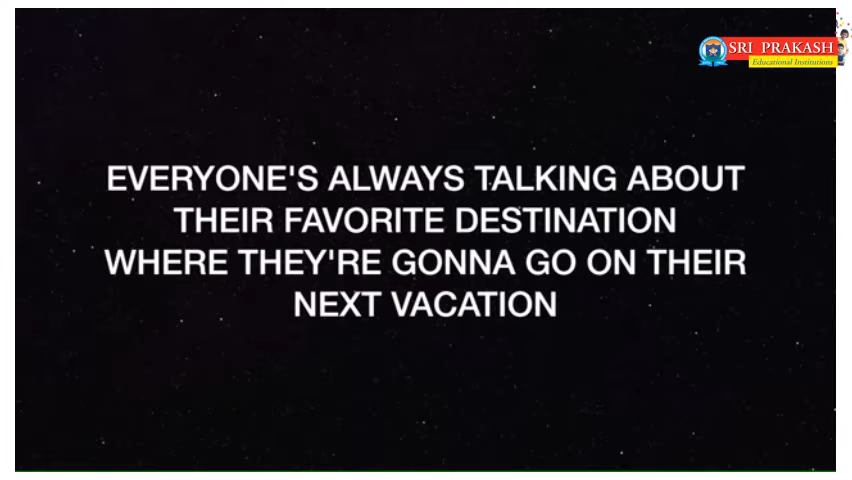 SRI PRAKASH
Educational Institutions
EVERYONE'S ALWAYS TALKING ABOUT
THEIR FAVORITE DESTINATION
WHERE THEY'RE GONNA GO ON THEIR
NEXT VACATION